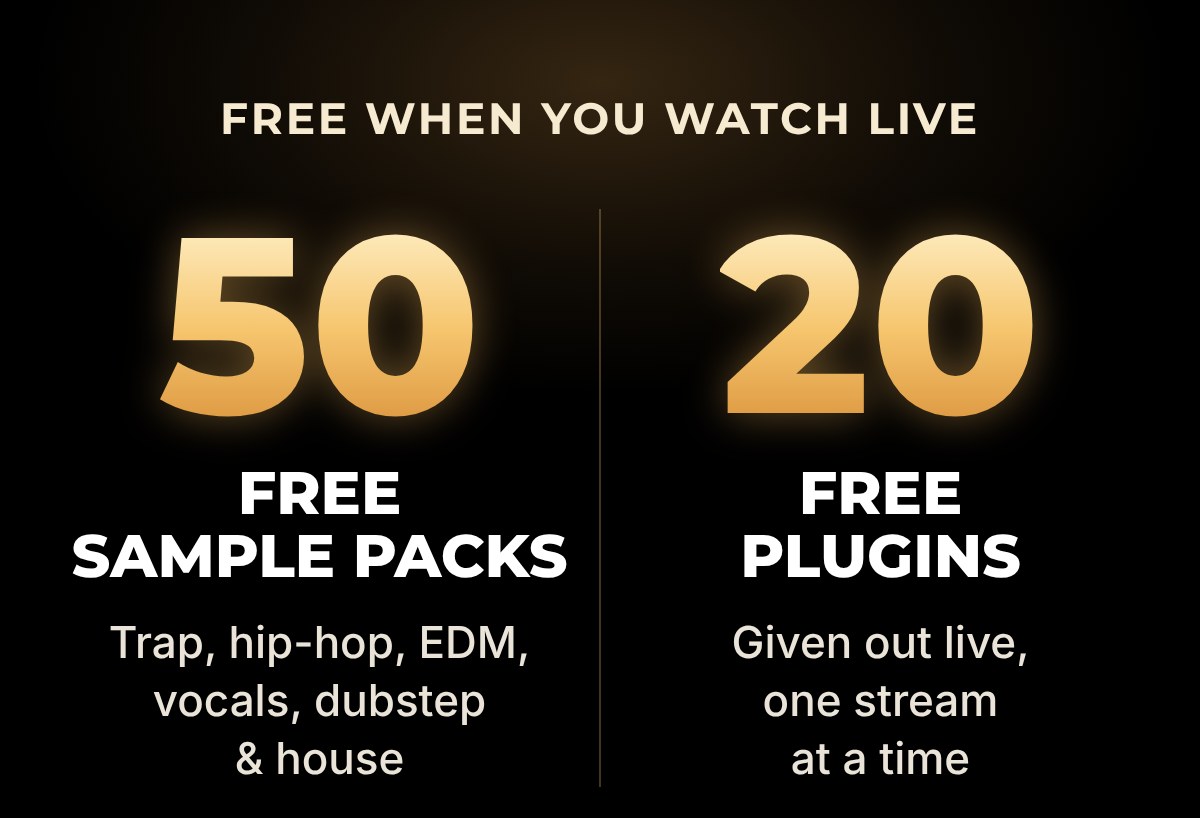 FREE WHEN YOU WATCH LIVE
50
FREE
SAMPLE PACKS
Trap, hip-hop, EDM,
vocals, dubstep
& house
20
FREE
PLUGINS
Given out live,
one stream
at a time